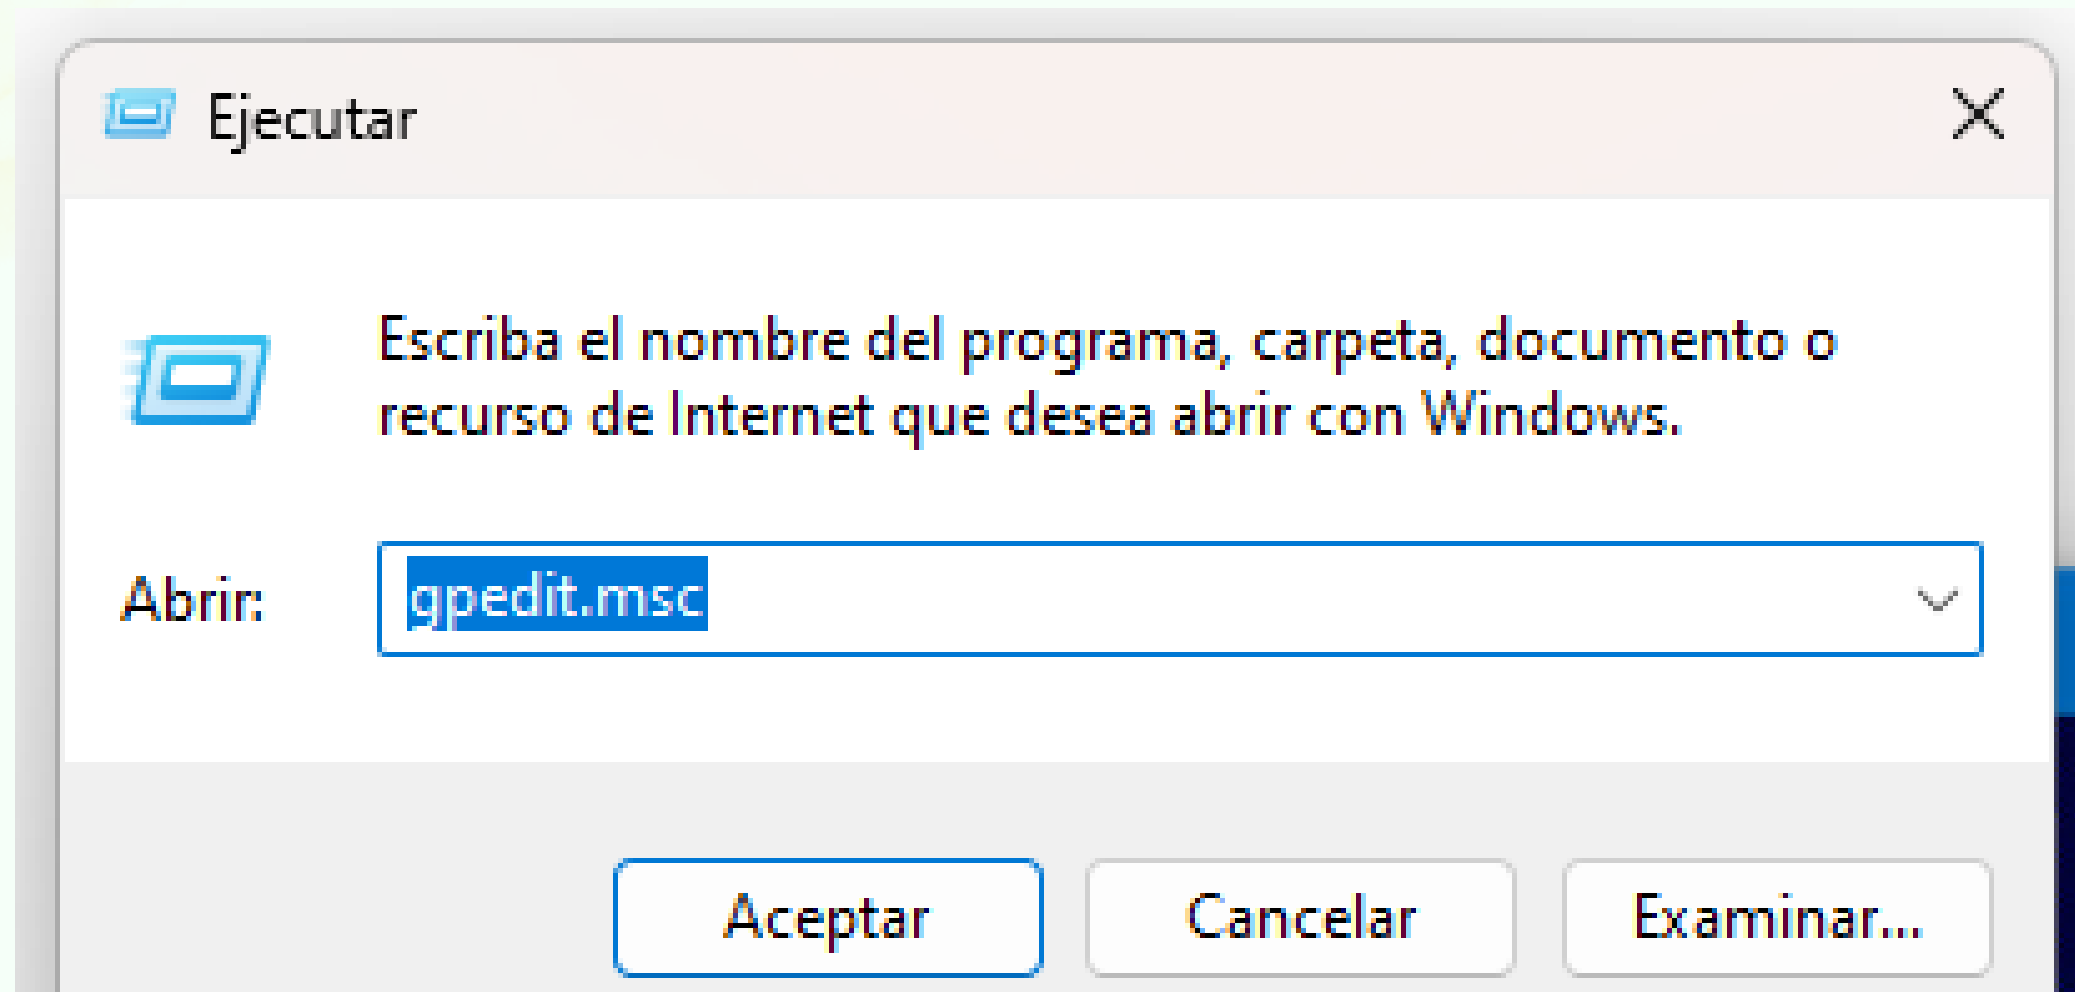 Ejecutar
Escriba el nombre del programa, carpeta, documento o
recurso de Internet que desea abrir con Windows.
Abrir: gpedit.msc
Aceptar Cancelar Examinar...